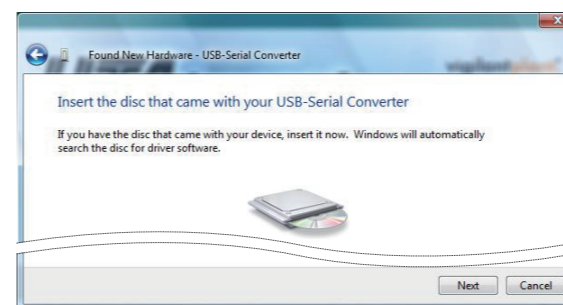 Found New Hardware - USB-Serial Converter
Insert the disc that came with your USB-Serial Converter
If you have the disc that came with your device, insert it now. Windows will automatically
search the disc for driver software.
Next Cancel